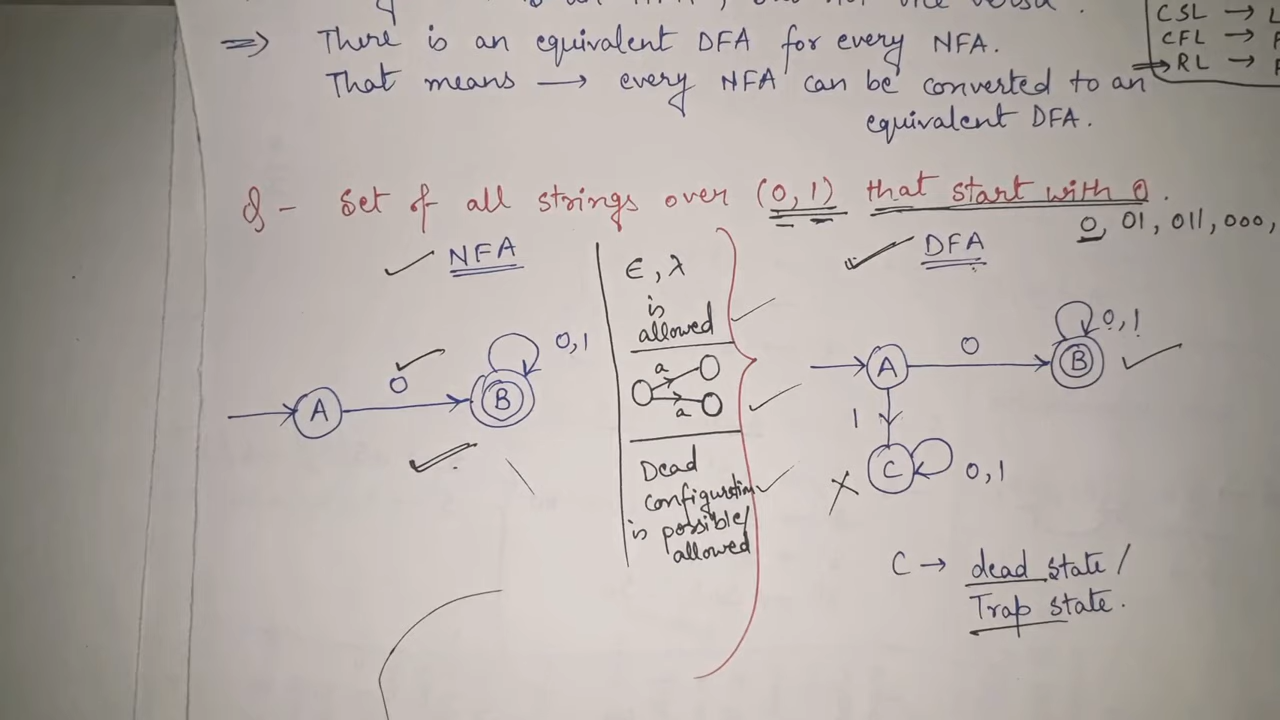 CSL → L
CFL → F
⇒ RL → F
⇒ There is an equivalent DFA for every NFA.
That means → every NFA can be converted to an
equivalent DFA.
Q - Set of all strings over (0, 1) that start with 0.
0, 01, 011, 000,
NFA
A
0
B
0, 1
ϵ, λ
is
allowed
a
a
Dead
configuration
is possible/
allowed
DFA
A
0
B
0, 1
1
C
0, 1
C → dead state /
Trap state.